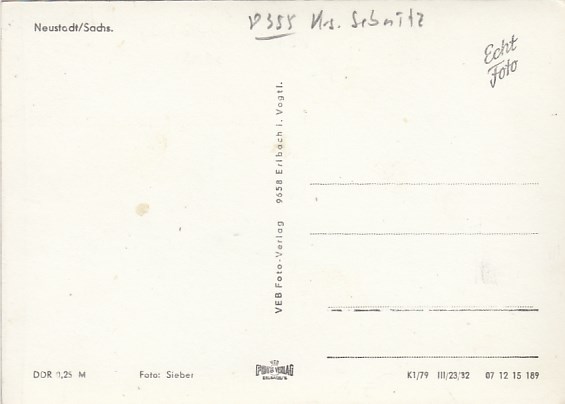 Neustadt/Sachs.
8355 Krs. Sebnitz
Echt
Foto
VEB Foto-Verlag 9658 Erlbach i. Vogtl.
DDR 0,25 M
Foto: Sieber
K1/79 III/23/32 07 12 15 189